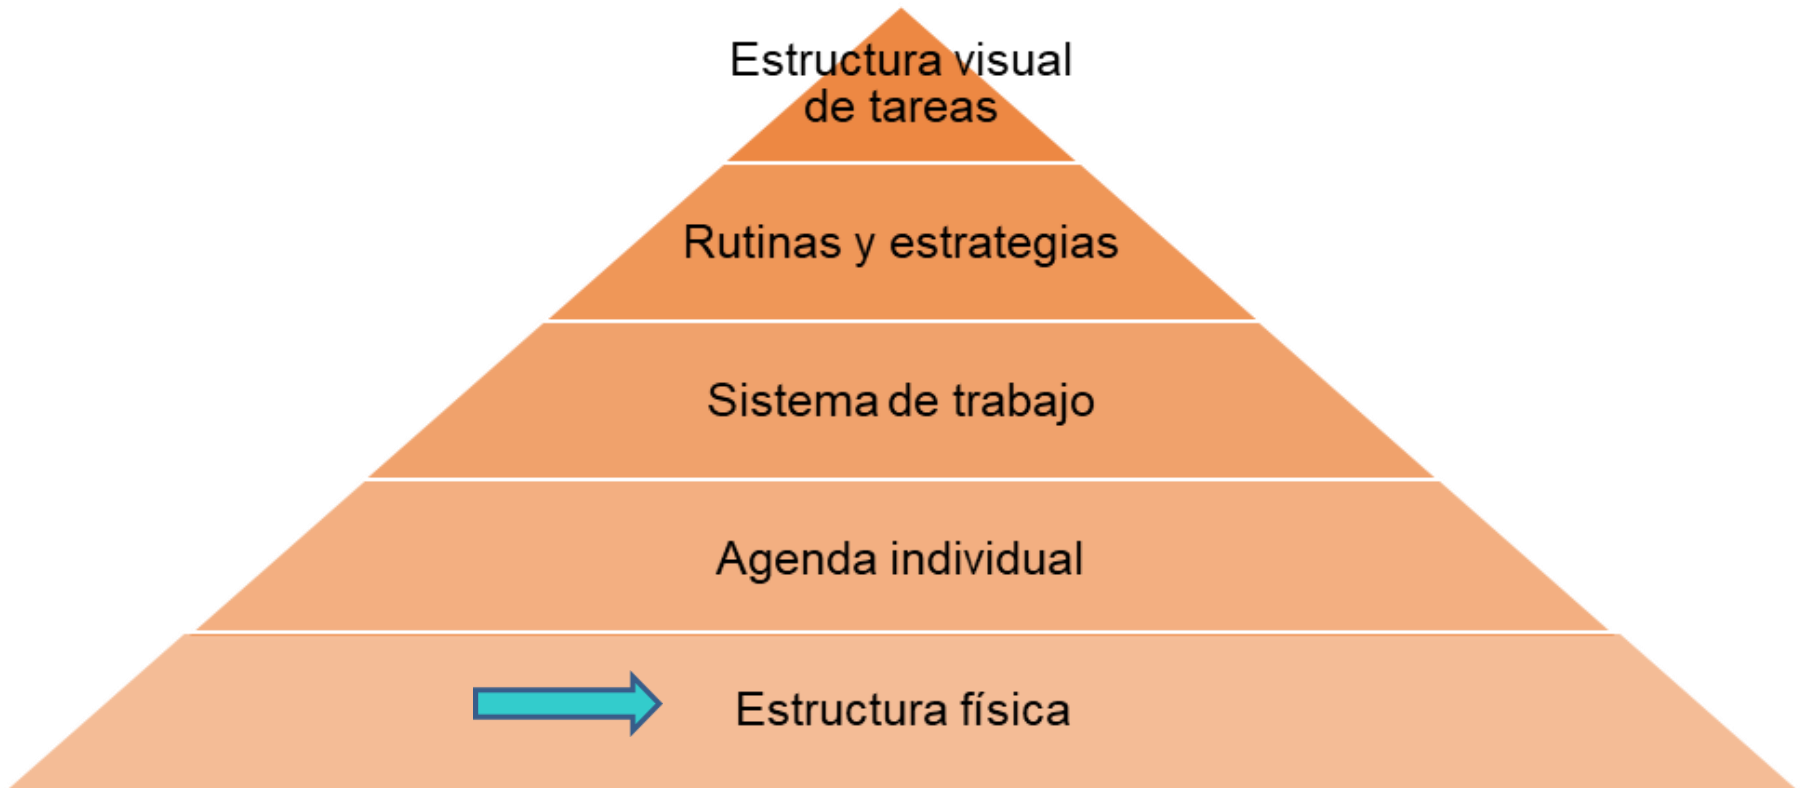 Estructura visual
de tareas
Rutinas y estrategias
Sistema de trabajo
Agenda individual
Estructura física